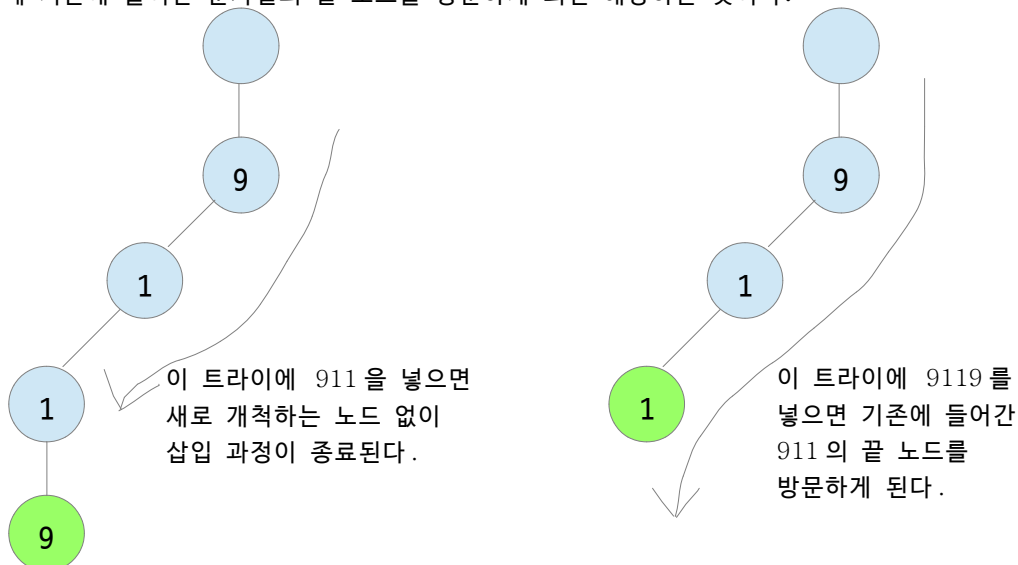 9
9
1
1
이 트라이에 911 을 넣으면
새로 개척하는 노드 없이
삽입 과정이 종료된다.
이 트라이에 9119 를
넣으면 기존에 들어간
911 의 끝 노드를
방문하게 된다.
1
1
9